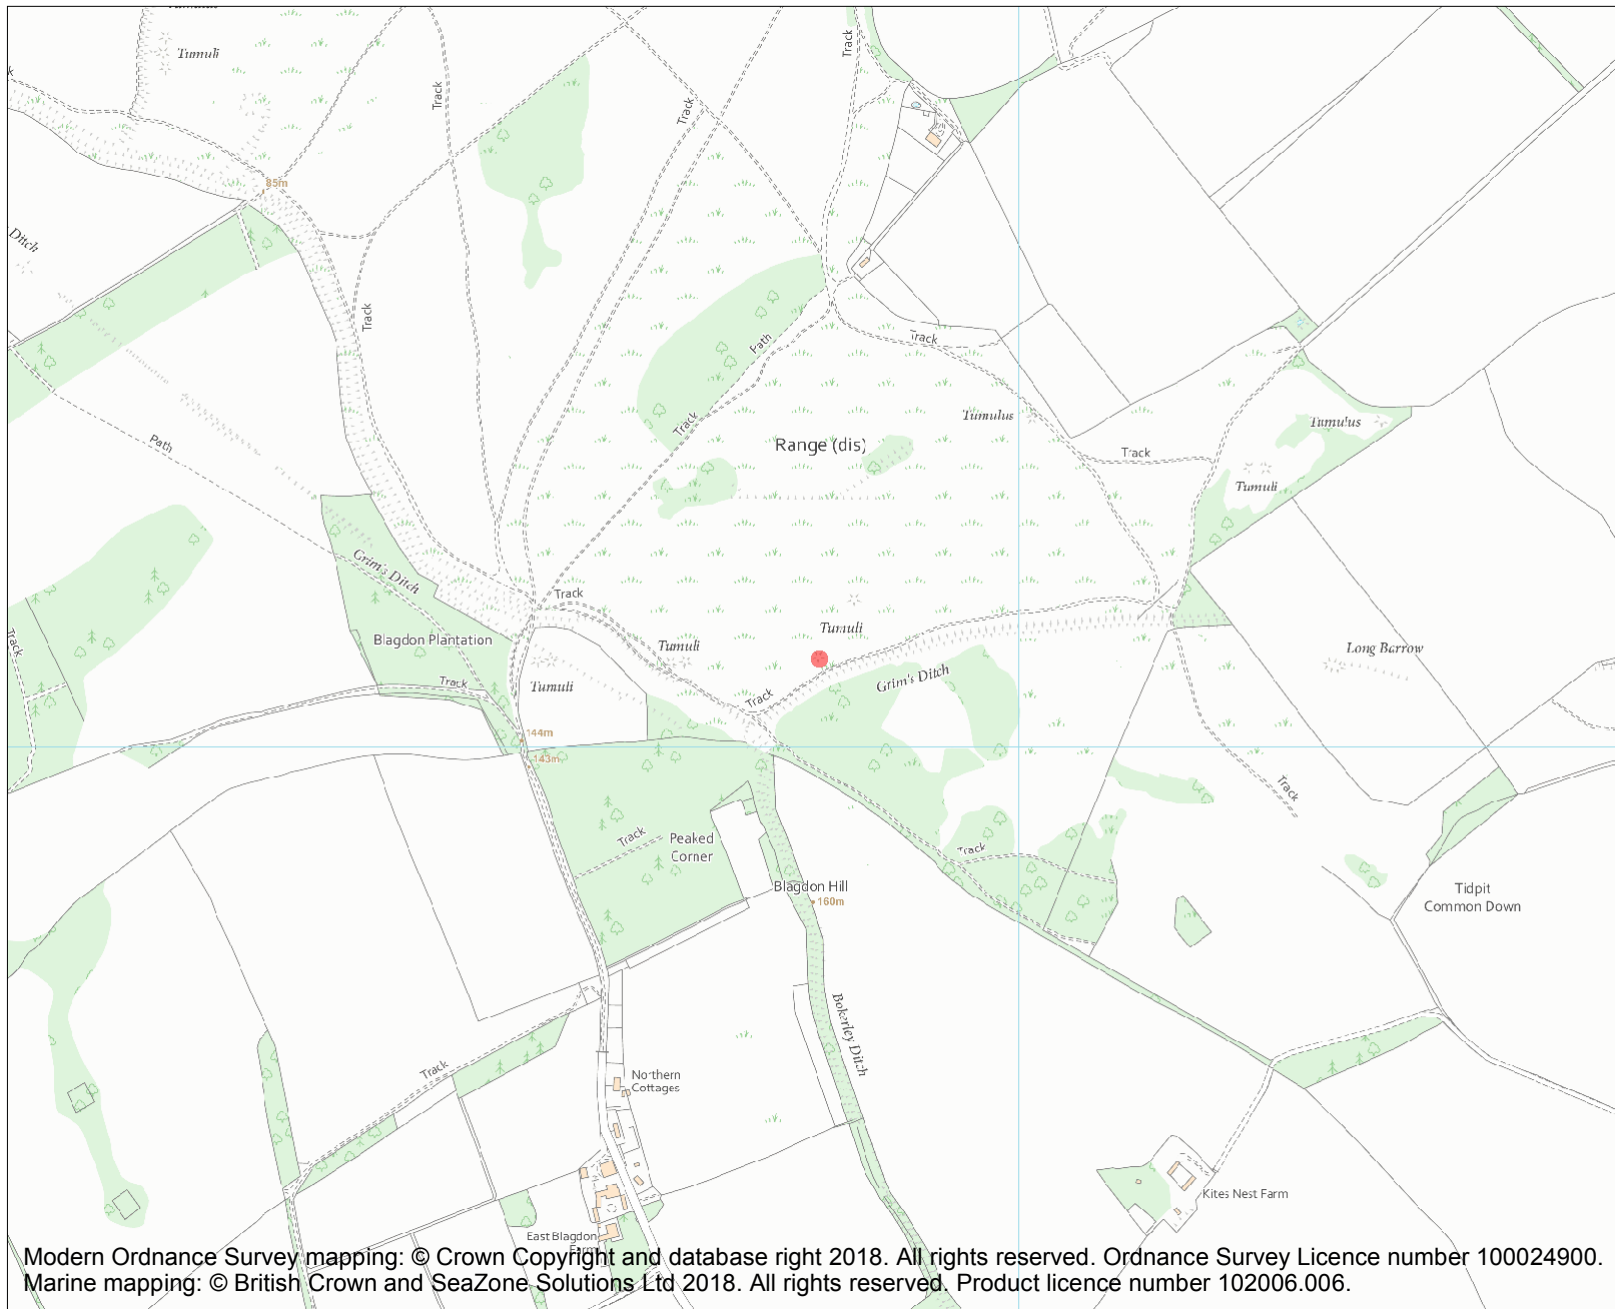 Tumuli
Track
Track
Track
85m
Ditch
Track
Path
Track
Tumulus
Tumulus
Track
Range (dis)
Track
Path
Tumuli
Grim's Ditch
Track
Blagdon Plantation
Tumuli
Tumuli
Long Barrow
Track
Track
Tumuli
Grim's Ditch
Track
144m
143m
Track
Track
Peaked
Corner
Track
Blagdon Hill
160m
Tidpit
Common Down
Bokerley Ditch
Track
Northern
Cottages
Kites Nest Farm
East Blagdon
Farm
Modern Ordnance Survey mapping: © Crown Copyright and database right 2018. All rights reserved. Ordnance Survey Licence number 100024900.
Marine mapping: © British Crown and SeaZone Solutions Ltd 2018. All rights reserved. Product licence number 102006.006.